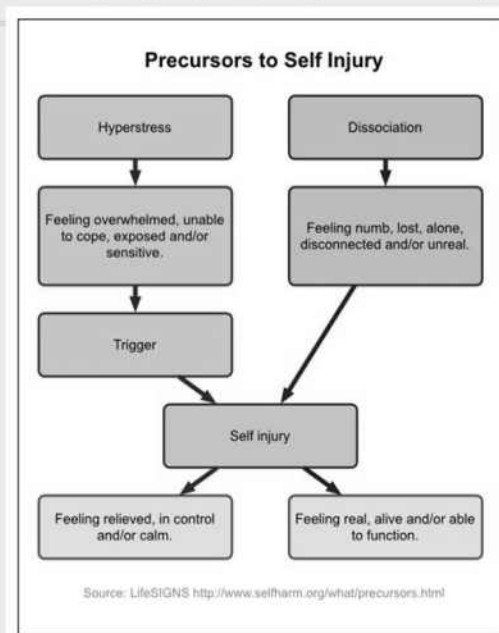 Precursors to Self Injury
Hyperstress
Dissociation
Feeling overwhelmed, unable
to cope, exposed and/or
sensitive.
Feeling numb, lost, alone,
disconnected and/or unreal.
Trigger
Self injury
Feeling relieved, in control
and/or calm.
Feeling real, alive and/or able
to function.
Source: LifeSIGNS http://www.selfharm.org/what/precursors.html